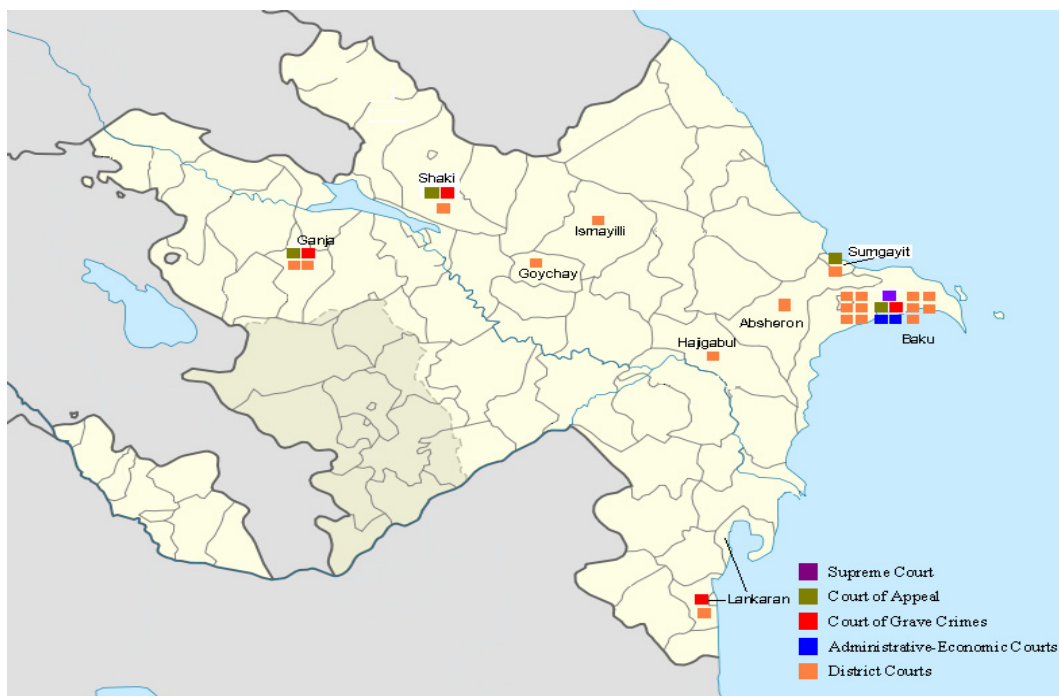 Shaki
Ismayilli
Ganja
Sumgayit
Goychay
Absheron
Baku
Hajigabul
Lankaran
Supreme Court
Court of Appeal
Court of Grave Crimes
Administrative-Economic Courts
District Courts